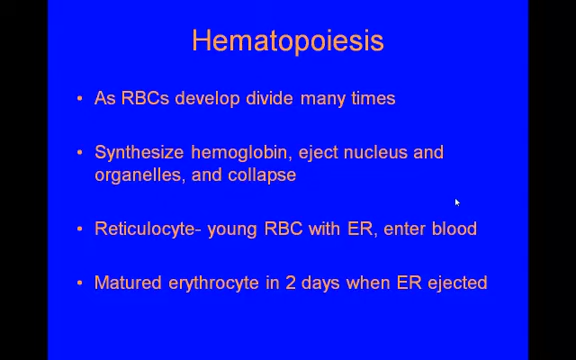 Hematopoiesis
• As RBCs develop divide many times
• Synthesize hemoglobin, eject nucleus and
organelles, and collapse
• Reticulocyte- young RBC with ER, enter blood
• Matured erythrocyte in 2 days when ER ejected